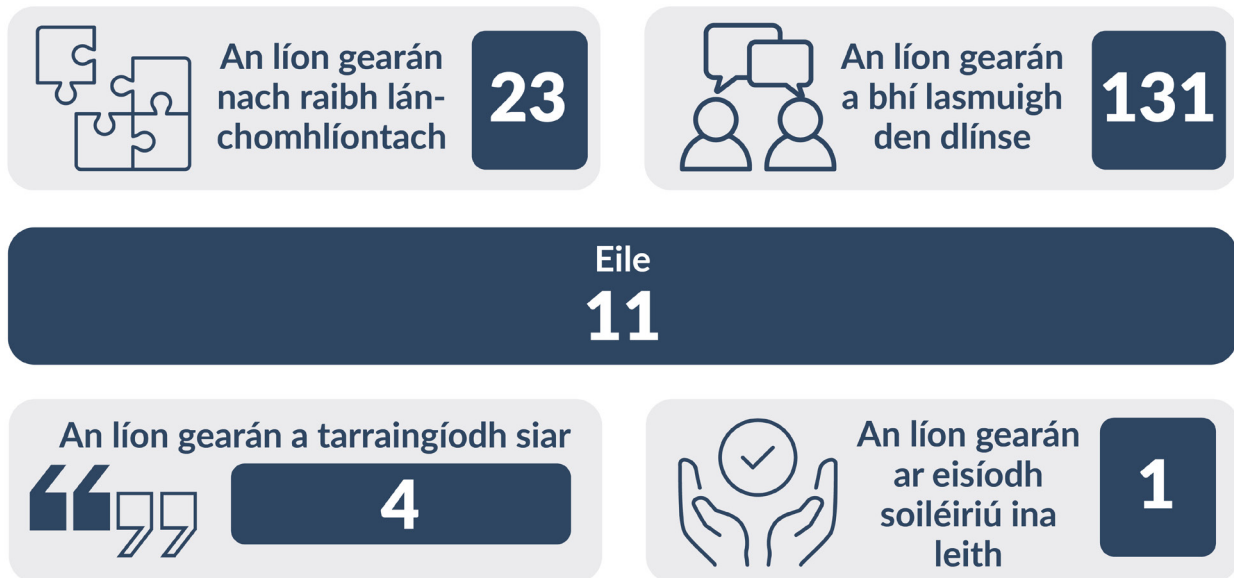 An líon gearán
nach raibh lán-
chomhlíontach
23
An líon gearán
a bhí lasmuigh
den dlínse
131
Eile
11
An líon gearán a tarraingíodh siar
4
An líon gearán
ar eisíodh
soiléiriú ina
leith
1